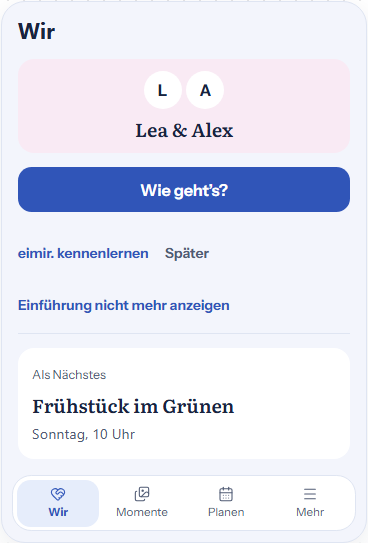 Wir
L A
Lea & Alex
Wie geht's?
eimir. kennenlernen Später
Einführung nicht mehr anzeigen
Als Nächstes
Frühstück im Grünen
Sonntag, 10 Uhr
Wir Momente Planen Mehr